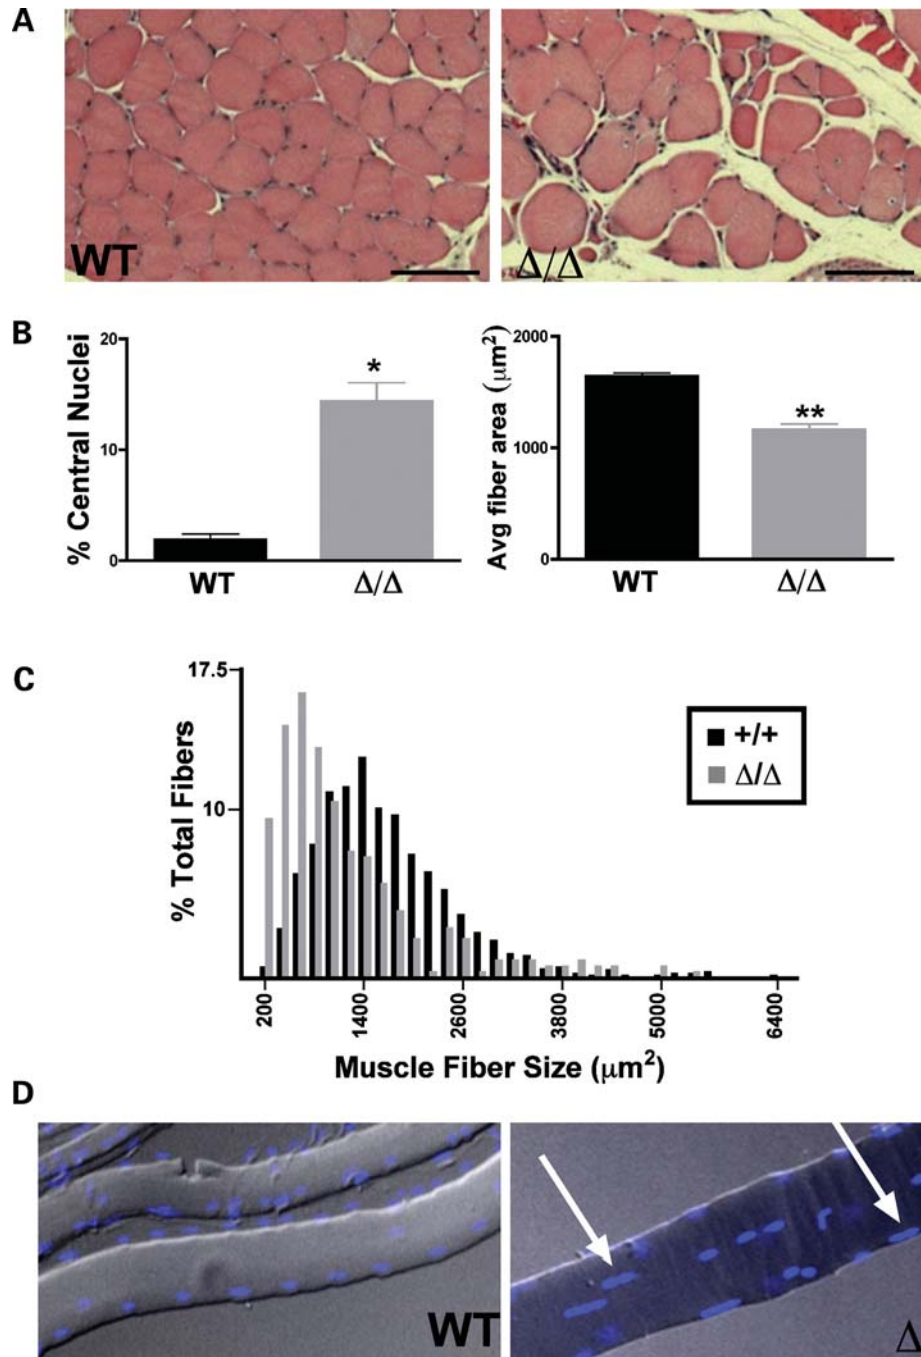 A
WT
Δ/Δ
B
% Central Nuclei
20
10
0
*
WT
Δ/Δ
Avg fiber area (μm²)
2000
1000
0
**
WT
Δ/Δ
C
% Total Fibers
17.5
10
+/+
Δ/Δ
200
1400
2600
3800
5000
6400
Muscle Fiber Size (μm²)
D
WT
Δ